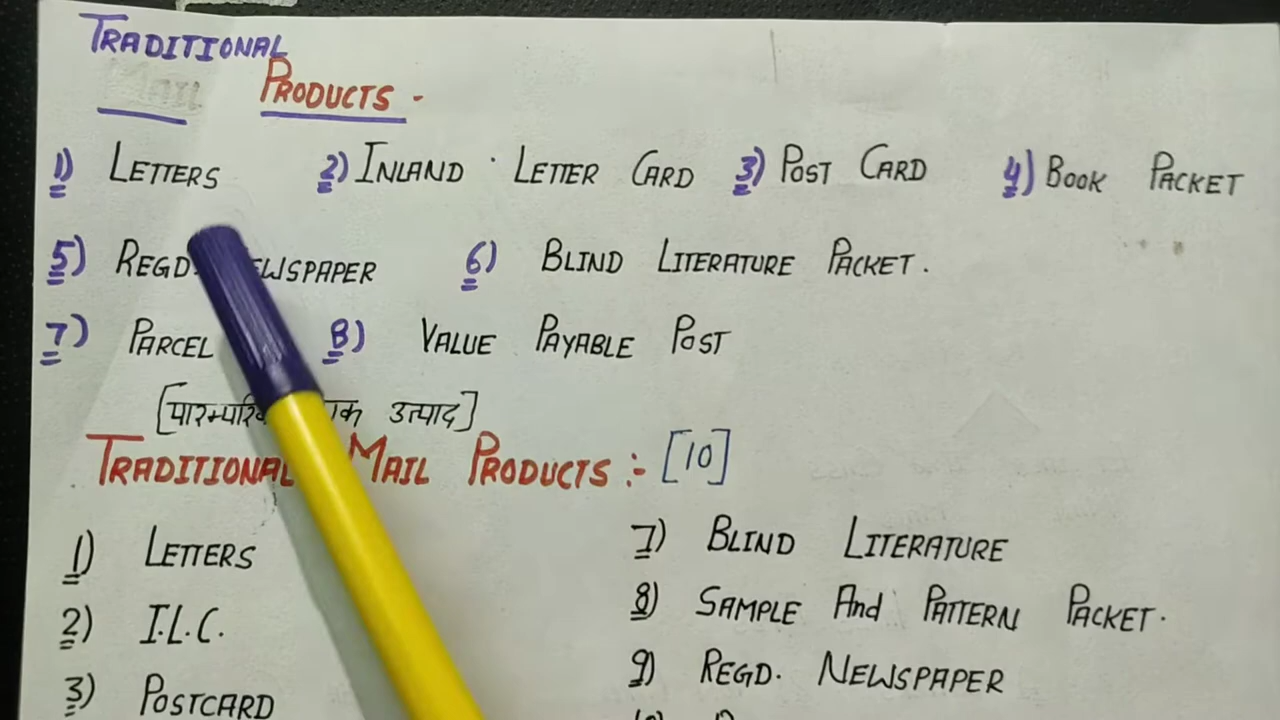 TRADITIONAL
Mail PRODUCTS -
1) LETTERS 2) INLAND LETTER CARD 3) POST CARD 4) BOOK PACKET
5) REGD. NEWSPAPER 6) BLIND LITERATURE PACKET.
7) PARCEL 8) VALUE PAYABLE POST
उत्पाद]
TRADITIONAL MAIL PRODUCTS :- [10]
1) LETTERS
2) I.L.C.
3) POSTCARD
7) BLIND LITERATURE
8) SAMPLE And PATTERN PACKET.
9) REGD. NEWSPAPER